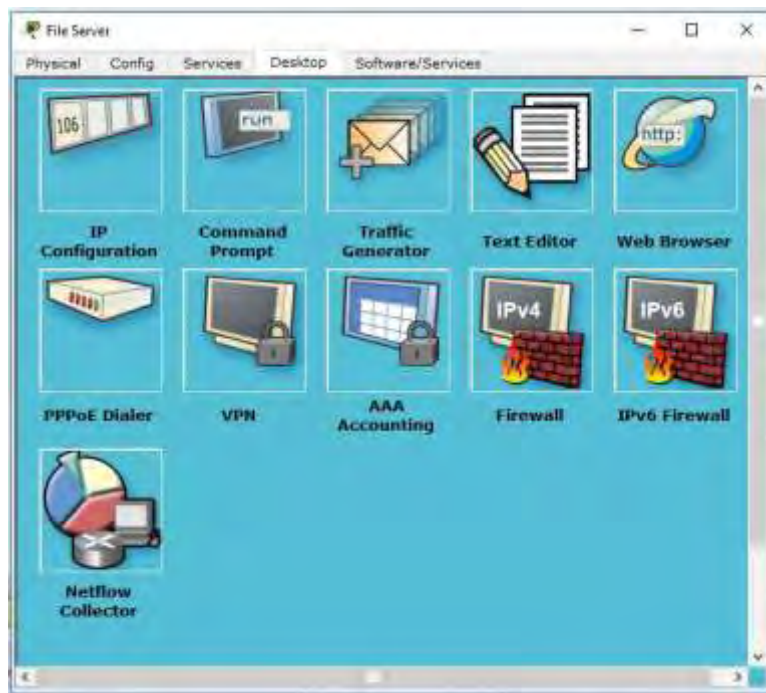 File Server
Physical Config Services Desktop Software/Services
106
run
http:
IP
Configuration
Command
Prompt
Traffic
Generator
Text Editor
Web Browser
IPv4
IPv6
PPPoE Dialer
VPN
AAA
Accounting
Firewall
IPv6 Firewall
Netflow
Collector